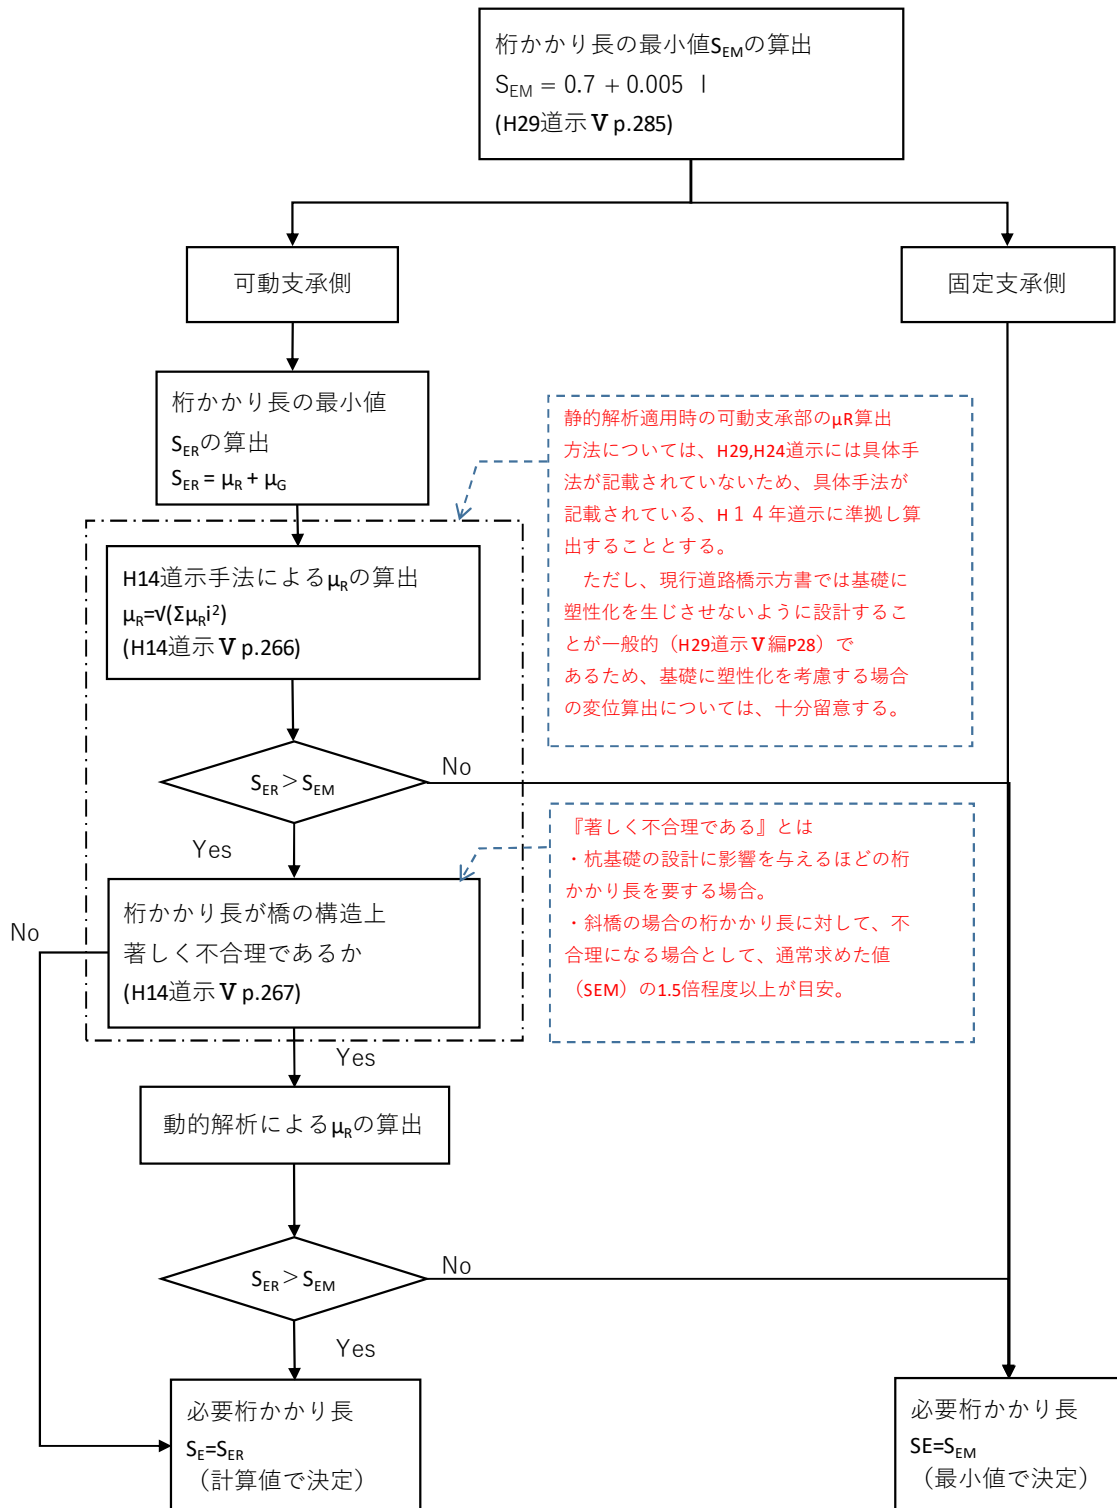 桁かかり長の最小値SEMの算出
SEM = 0.7 + 0.005 l
(H29道示Ⅴp.285)
可動支承側
固定支承側
桁かかり長の最小値
SERの算出
SER = μR + μG
静的解析適用時の可動支承部のμR算出
方法については、H29,H24道示には具体手
法が記載されていないため、具体手法が
記載されている、H14年道示に準拠し算
出することとする。
ただし、現行道路橋示方書では基礎に
塑性化を生じさせないように設計するこ
とが一般的（H29道示Ⅴ編P28）で
あるため、基礎に塑性化を考慮する場合
の変位算出については、十分留意する。
H14道示手法によるμRの算出
μR=√(ΣμRi²)
(H14道示Ⅴp.266)
SER＞SEM
No
Yes
『著しく不合理である』とは
・杭基礎の設計に影響を与えるほどの桁
かかり長を要する場合。
・斜橋の場合の桁かかり長に対して、不
合理になる場合として、通常求めた値
（SEM）の1.5倍程度以上が目安。
桁かかり長が橋の構造上
著しく不合理であるか
(H14道示Ⅴp.267)
No
Yes
動的解析によるμRの算出
SER＞SEM
No
Yes
必要桁かかり長
SE=SER
（計算値で決定）
必要桁かかり長
SE=SEM
（最小値で決定）